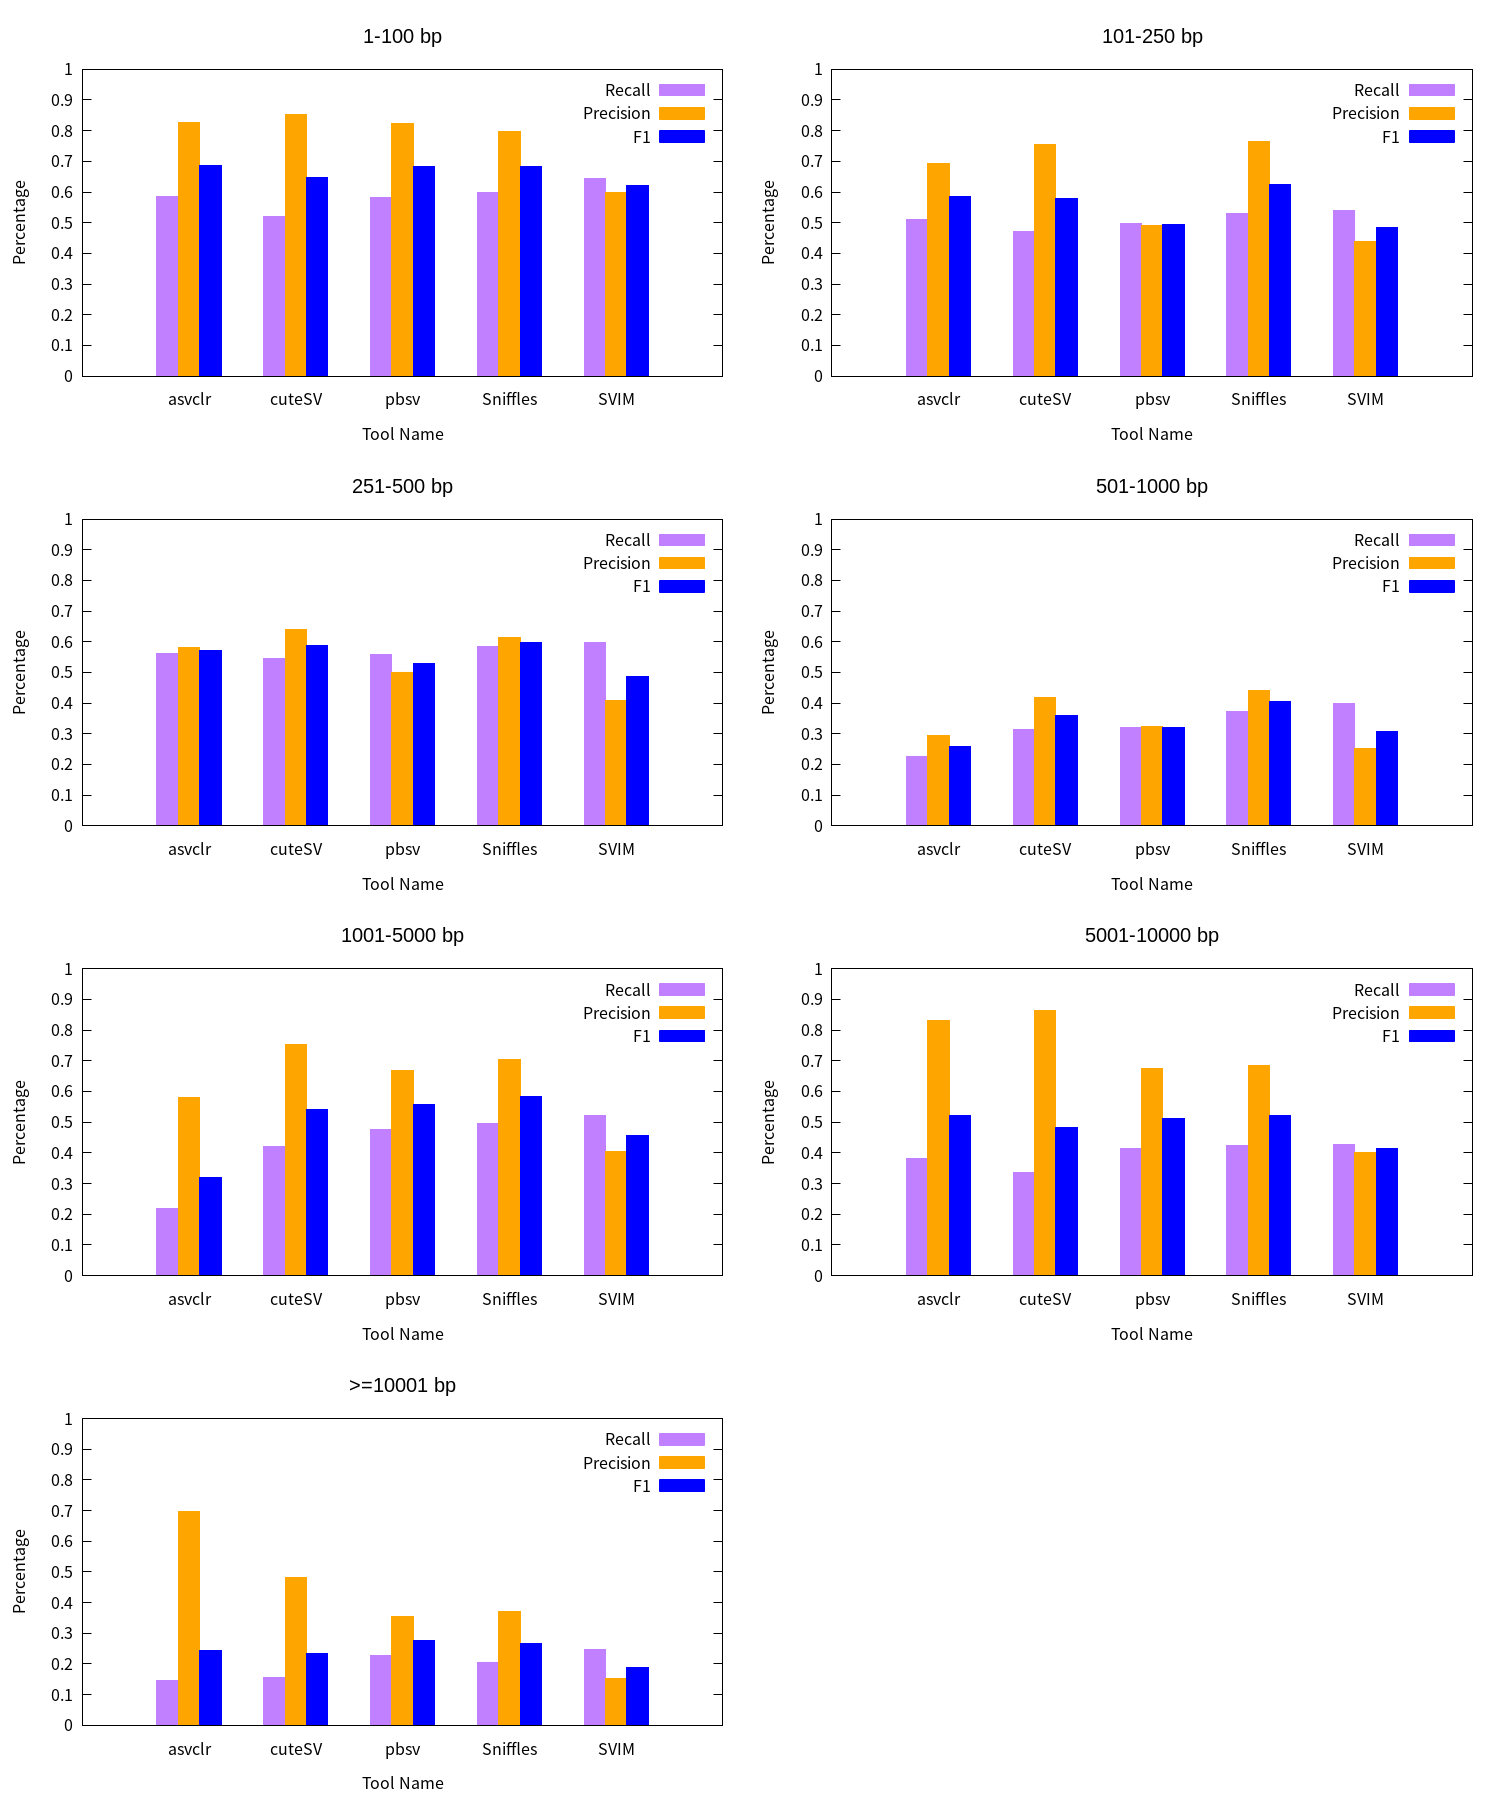 1-100 bp
1
0.9
0.8
0.7
0.6
0.5
0.4
0.3
0.2
0.1
0
Percentage
Recall
Precision
F1
asvclr cuteSV pbsv Sniffles SVIM
Tool Name
101-250 bp
1
0.9
0.8
0.7
0.6
0.5
0.4
0.3
0.2
0.1
0
Percentage
Recall
Precision
F1
asvclr cuteSV pbsv Sniffles SVIM
Tool Name
251-500 bp
1
0.9
0.8
0.7
0.6
0.5
0.4
0.3
0.2
0.1
0
Percentage
Recall
Precision
F1
asvclr cuteSV pbsv Sniffles SVIM
Tool Name
501-1000 bp
1
0.9
0.8
0.7
0.6
0.5
0.4
0.3
0.2
0.1
0
Percentage
Recall
Precision
F1
asvclr cuteSV pbsv Sniffles SVIM
Tool Name
1001-5000 bp
1
0.9
0.8
0.7
0.6
0.5
0.4
0.3
0.2
0.1
0
Percentage
Recall
Precision
F1
asvclr cuteSV pbsv Sniffles SVIM
Tool Name
5001-10000 bp
1
0.9
0.8
0.7
0.6
0.5
0.4
0.3
0.2
0.1
0
Percentage
Recall
Precision
F1
asvclr cuteSV pbsv Sniffles SVIM
Tool Name
>=10001 bp
1
0.9
0.8
0.7
0.6
0.5
0.4
0.3
0.2
0.1
0
Percentage
Recall
Precision
F1
asvclr cuteSV pbsv Sniffles SVIM
Tool Name